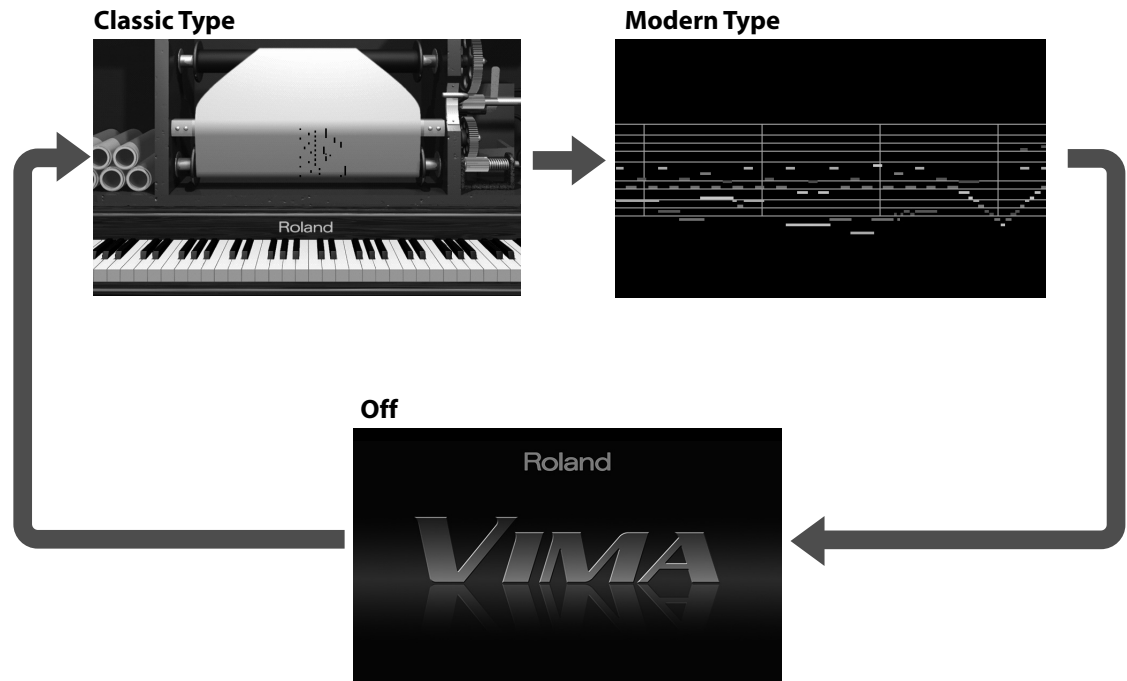 Classic Type
Modern Type
Roland
Off
Roland
VIMA